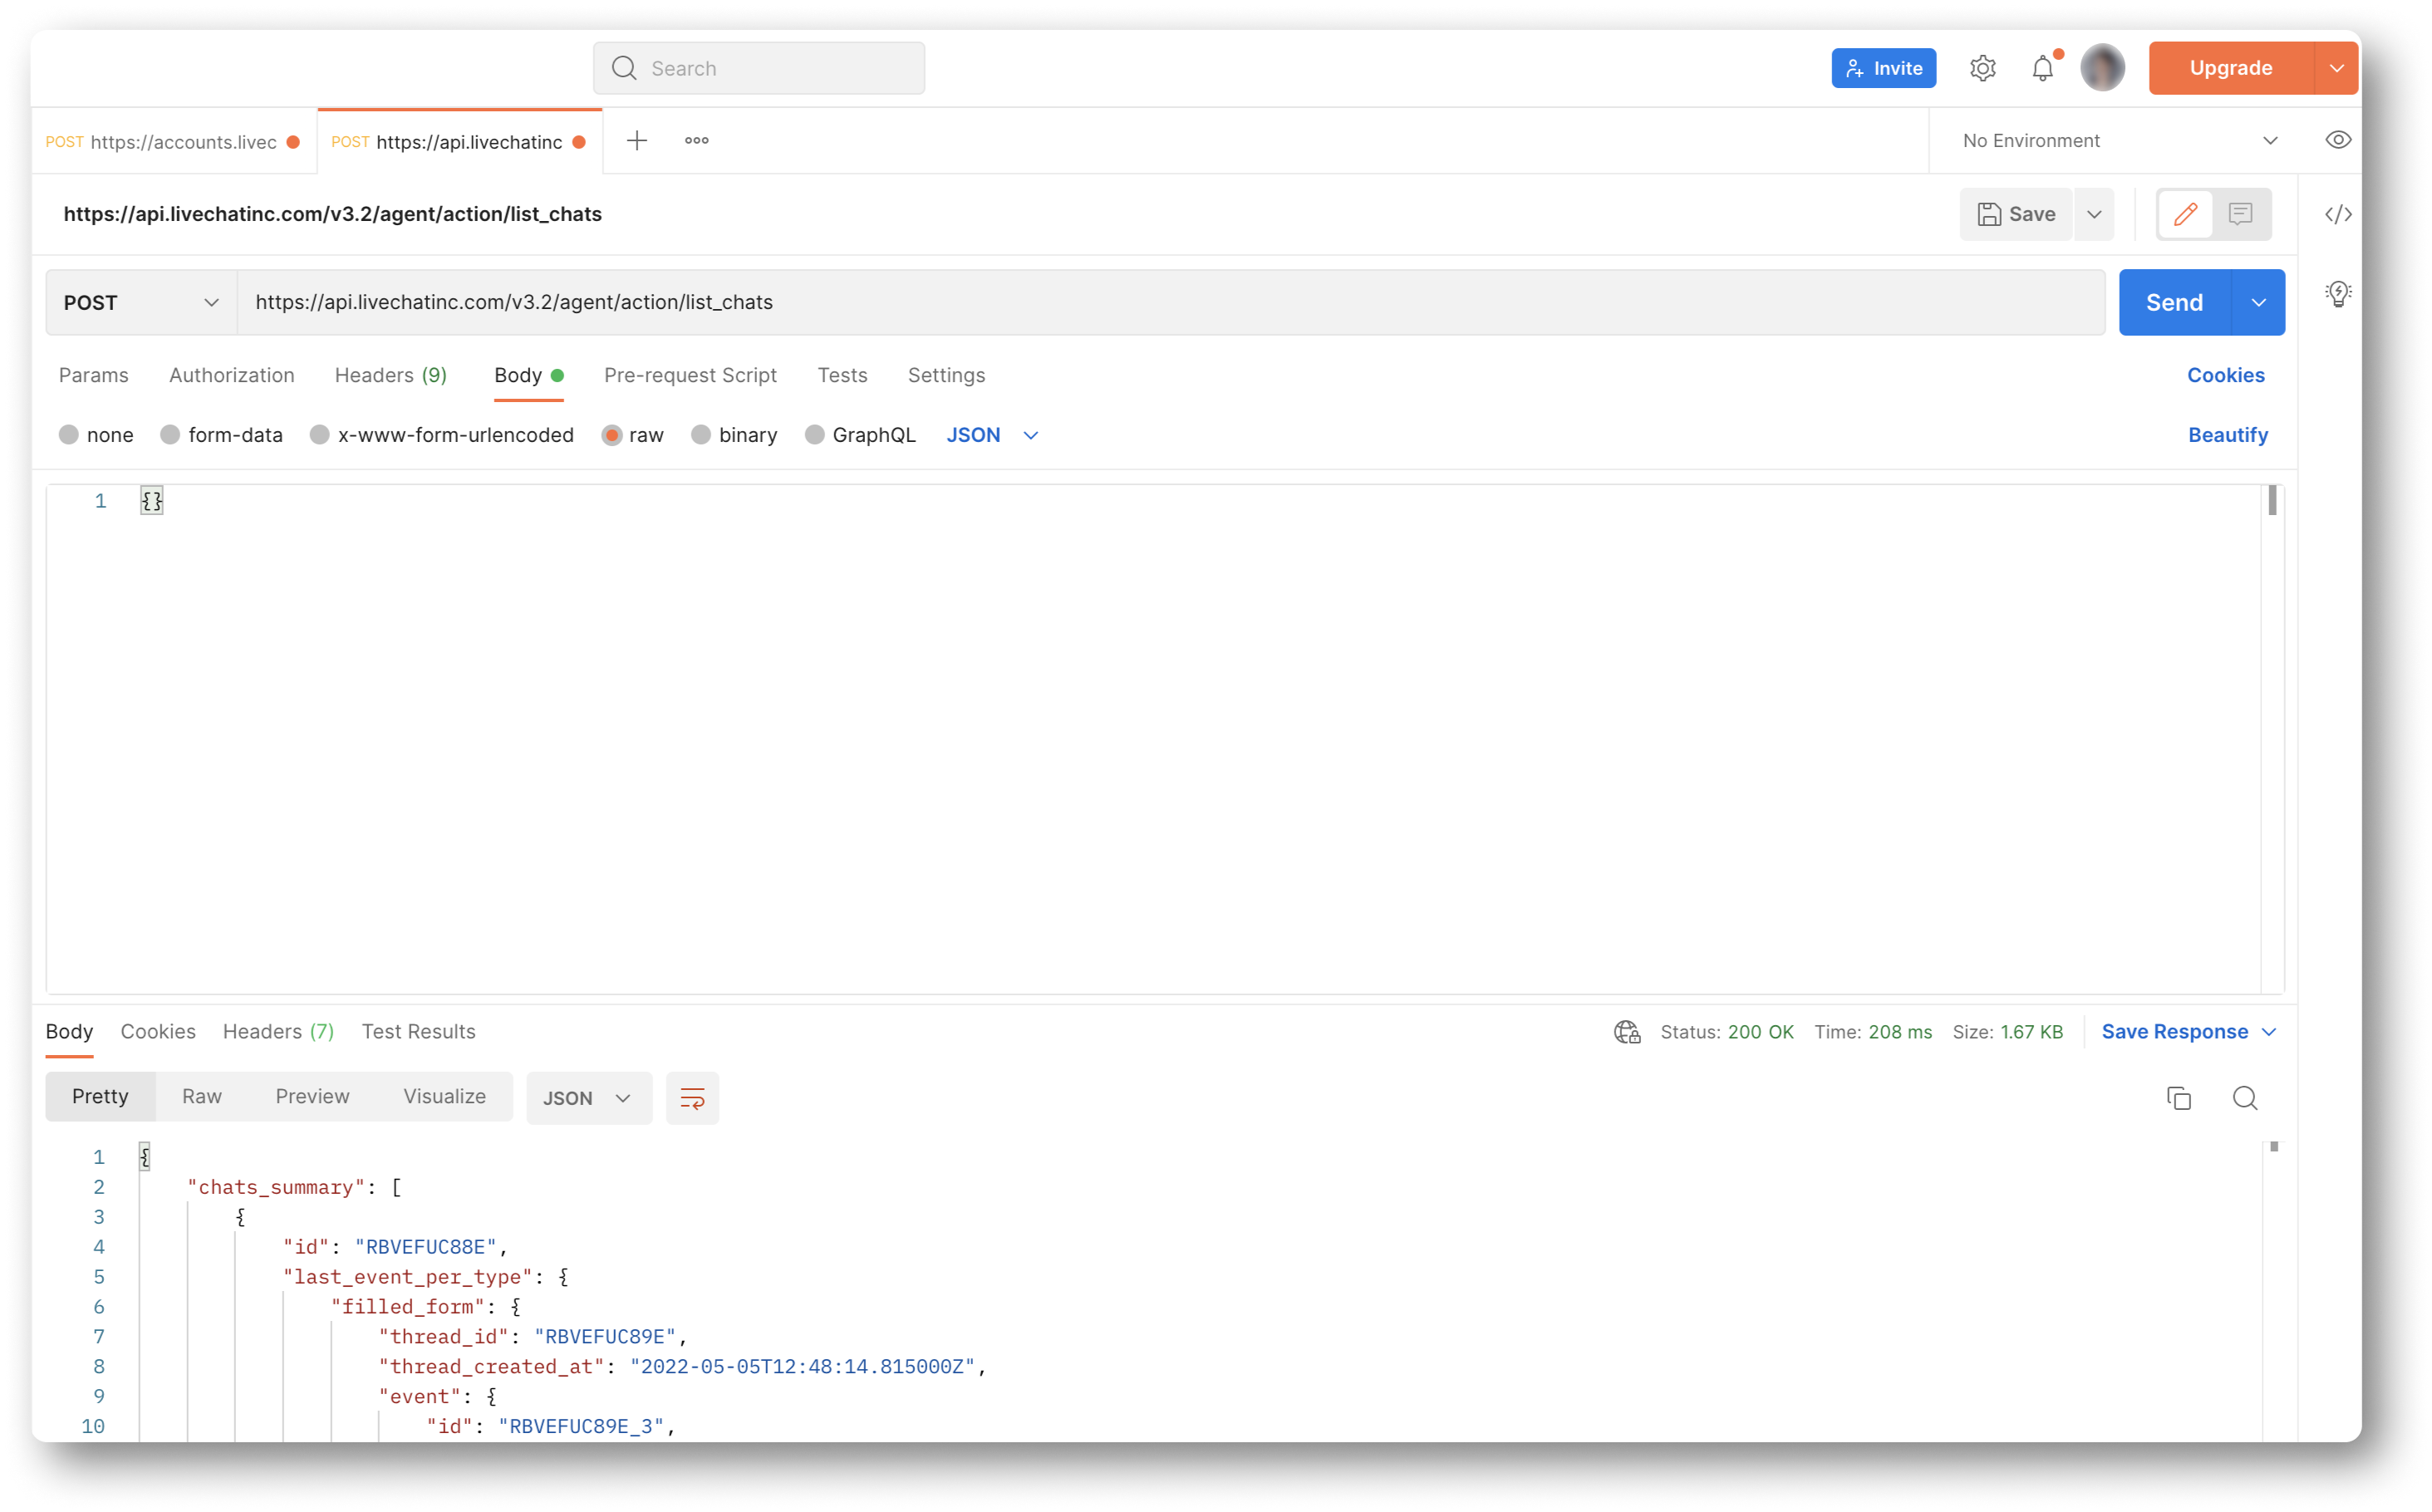 Search
Invite
Upgrade
POST https://accounts.livec
POST https://api.livechatinc
No Environment
https://api.livechatinc.com/v3.2/agent/action/list_chats
Save
POST
https://api.livechatinc.com/v3.2/agent/action/list_chats
Send
Params Authorization Headers (9) Body Pre-request Script Tests Settings Cookies
none form-data x-www-form-urlencoded raw binary GraphQL JSON Beautify
1 {}
Body Cookies Headers (7) Test Results Status: 200 OK Time: 208 ms Size: 1.67 KB Save Response
Pretty Raw Preview Visualize JSON
1 {
2 "chats_summary": [
3 {
4 "id": "RBVEFUC88E",
5 "last_event_per_type": {
6 "filled_form": {
7 "thread_id": "RBVEFUC89E",
8 "thread_created_at": "2022-05-05T12:48:14.815000Z",
9 "event": {
10 "id": "RBVEFUC89E_3",